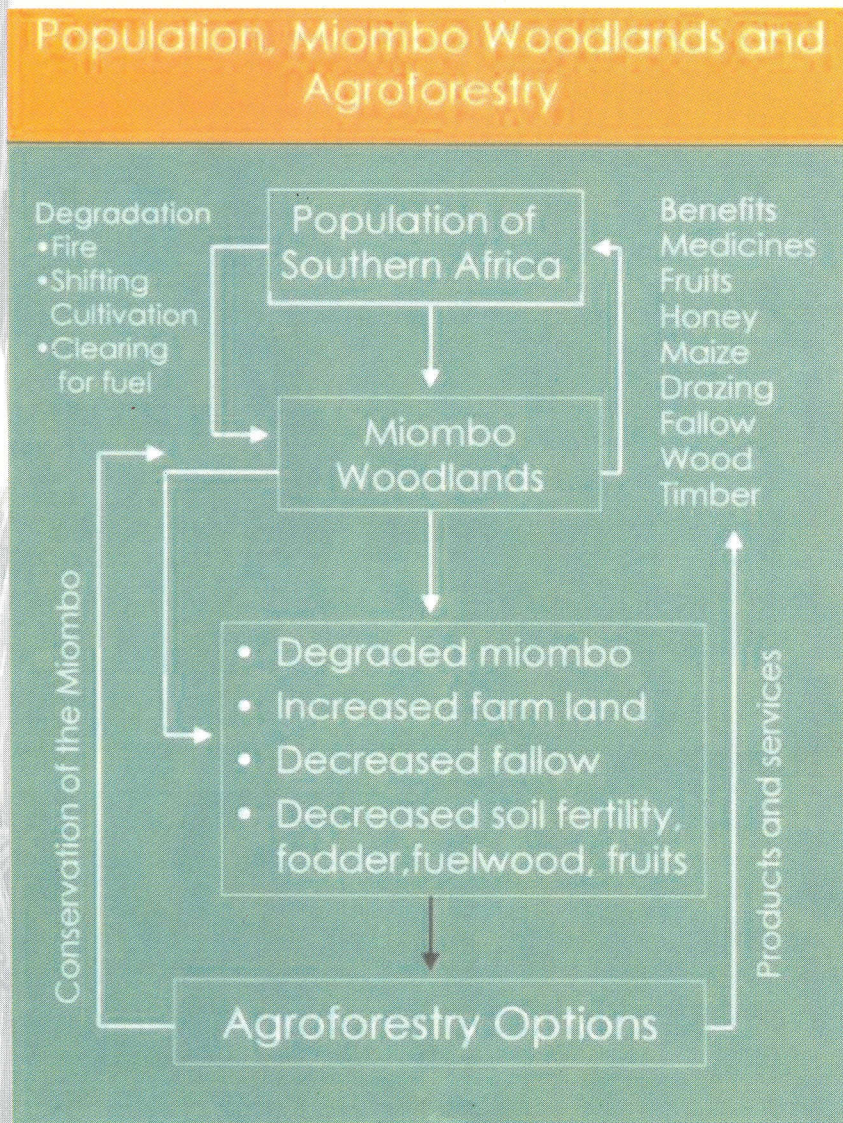 Population, Miombo Woodlands and
Agroforestry
Degradation
•Fire
•Shifting
Cultivation
•Clearing
for fuel
Population of
Southern Africa
Benefits
Medicines
Fruits
Honey
Maize
Drazing
Fallow
Wood
Timber
Miombo
Woodlands
Conservation of the Miombo
• Degraded miombo
• Increased farm land
• Decreased fallow
• Decreased soil fertility,
fodder,fuelwood, fruits
Products and services
Agroforestry Options